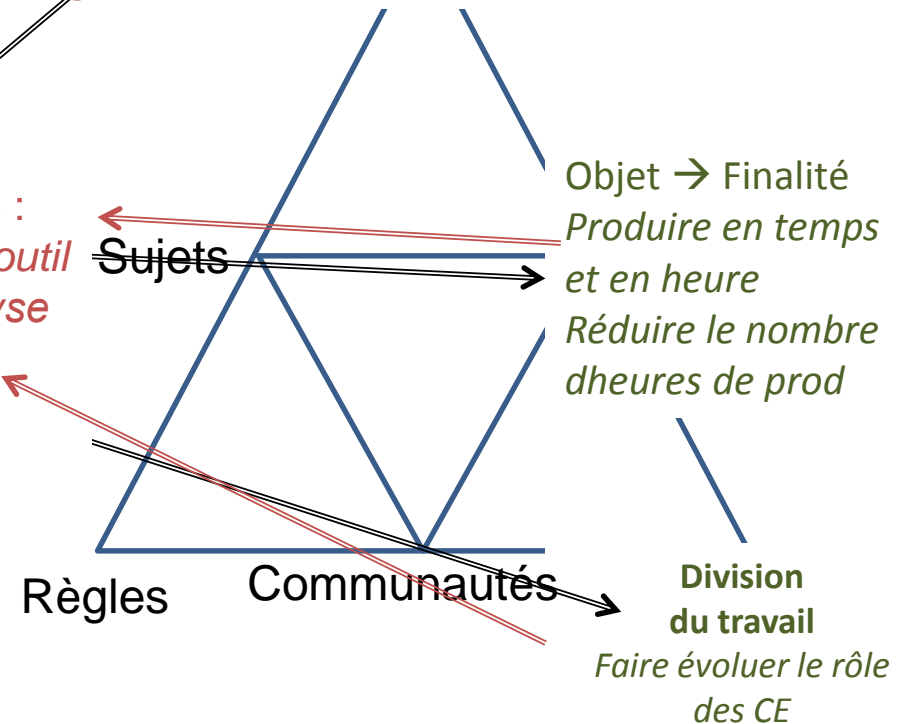 :
outil
Sujets
Objet → Finalité
Produire en temps
et en heure
Réduire le nombre
dheures de prod
Règles
Communautés
Division
du travail
Faire évoluer le rôle
des CE